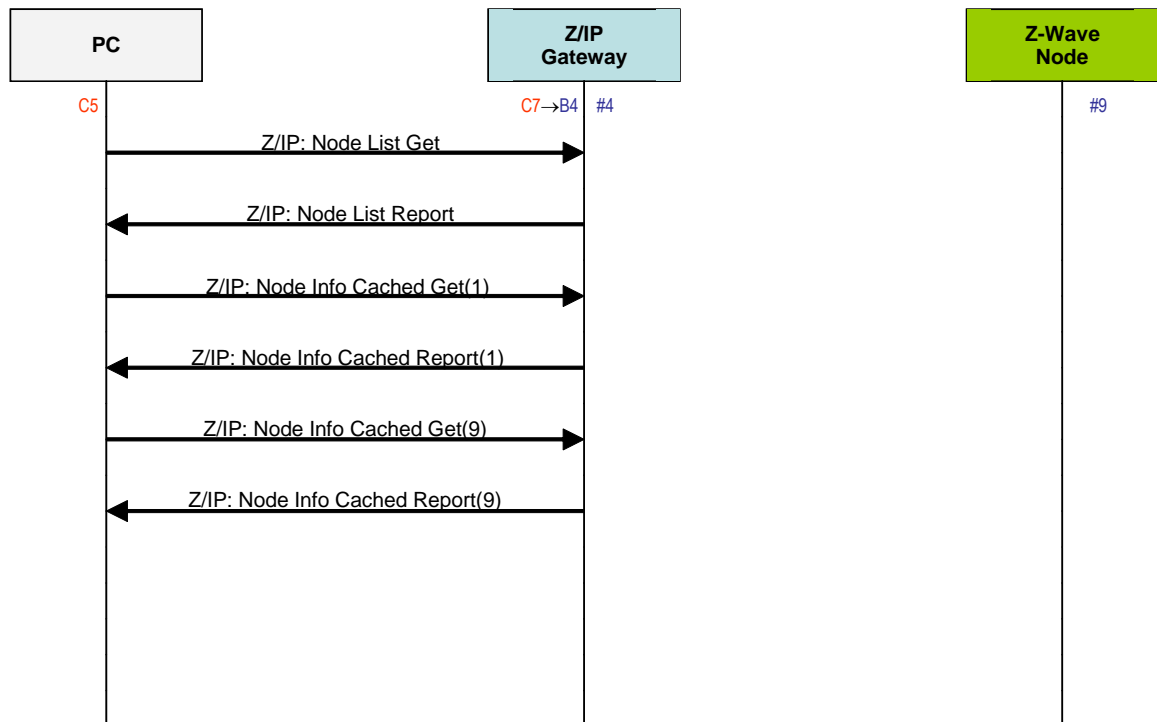 PC
Z/IP
Gateway
Z-Wave
Node
C5
C7→B4 #4
#9
Z/IP: Node List Get
Z/IP: Node List Report
Z/IP: Node Info Cached Get(1)
Z/IP: Node Info Cached Report(1)
Z/IP: Node Info Cached Get(9)
Z/IP: Node Info Cached Report(9)